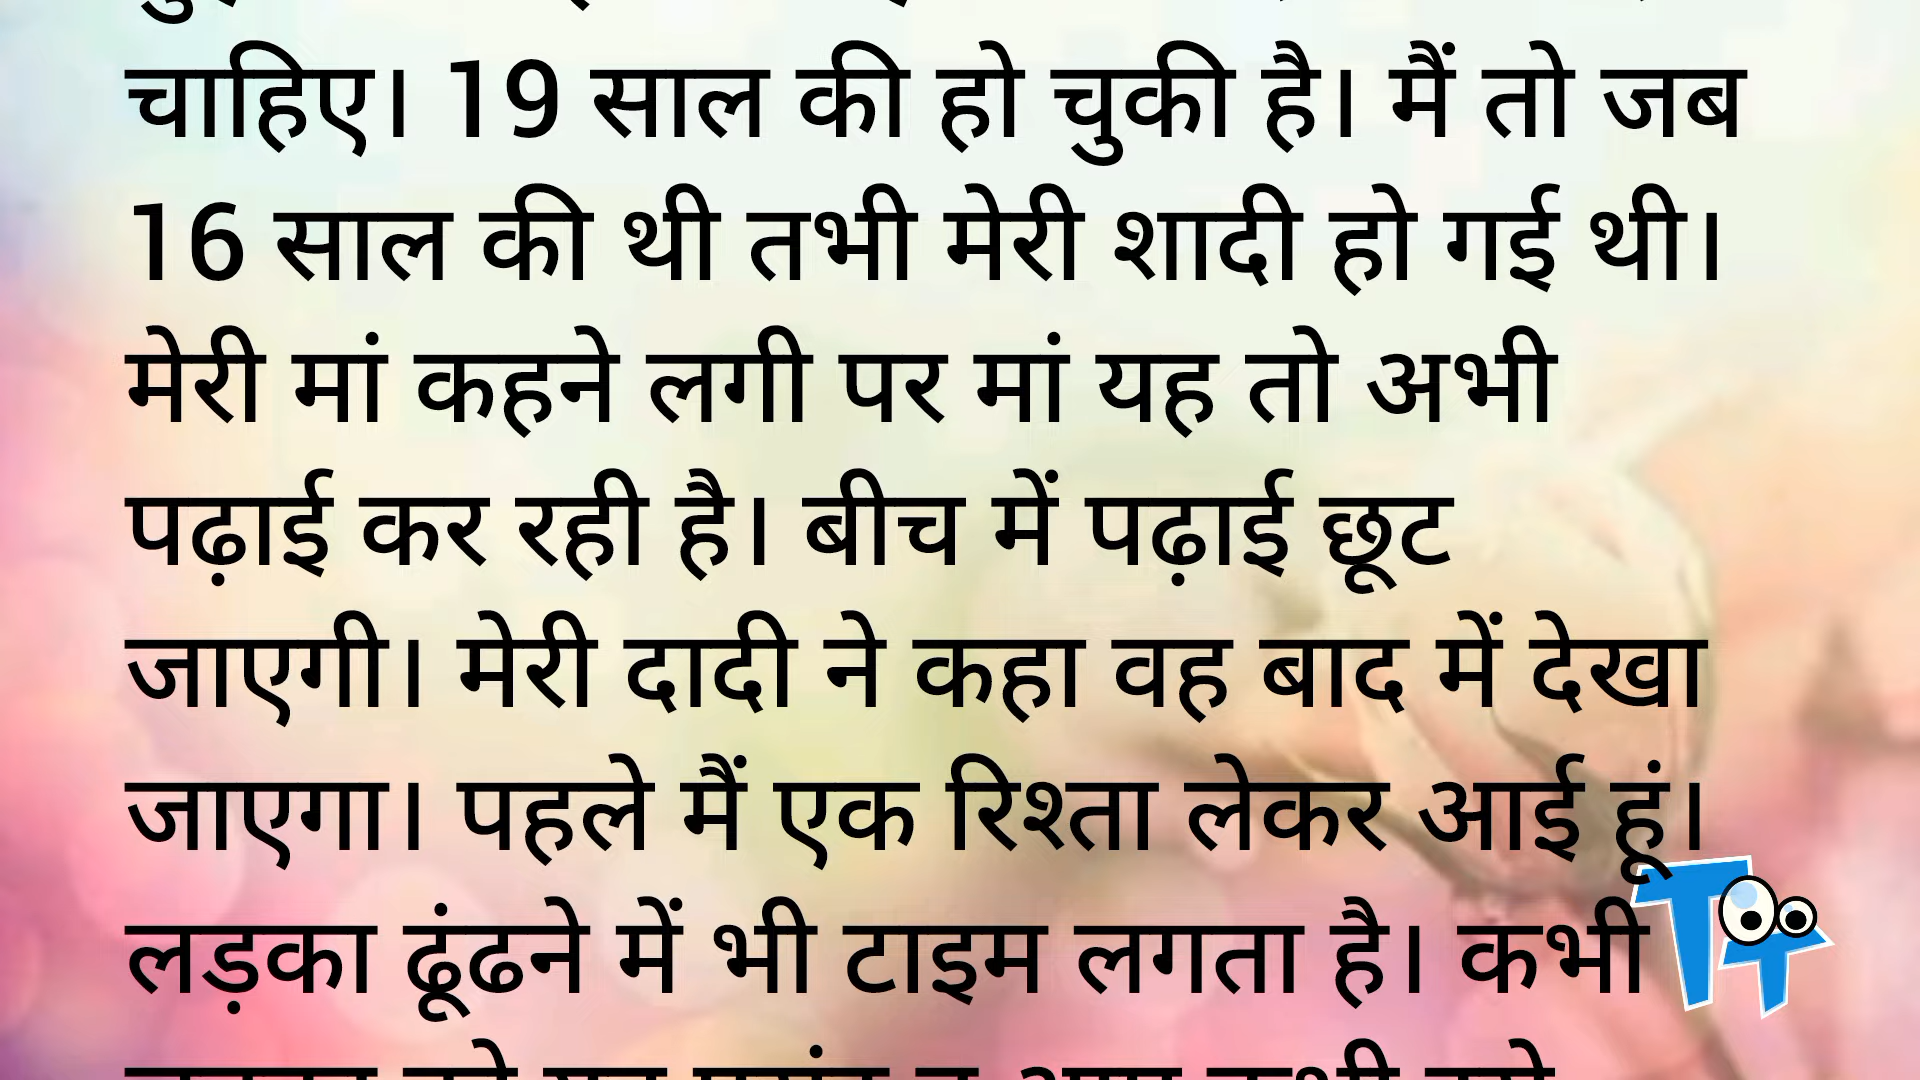 चाहिए। 19 साल की हो चुकी है। मैं तो जब
16 साल की थी तभी मेरी शादी हो गई थी।
मेरी मां कहने लगी पर मां यह तो अभी
पढ़ाई कर रही है। बीच में पढ़ाई छूट
जाएगी। मेरी दादी ने कहा वह बाद में देखा
जाएगा। पहले मैं एक रिश्ता लेकर आई हूं।
लड़का ढूंढने में भी टाइम लगता है। कभी